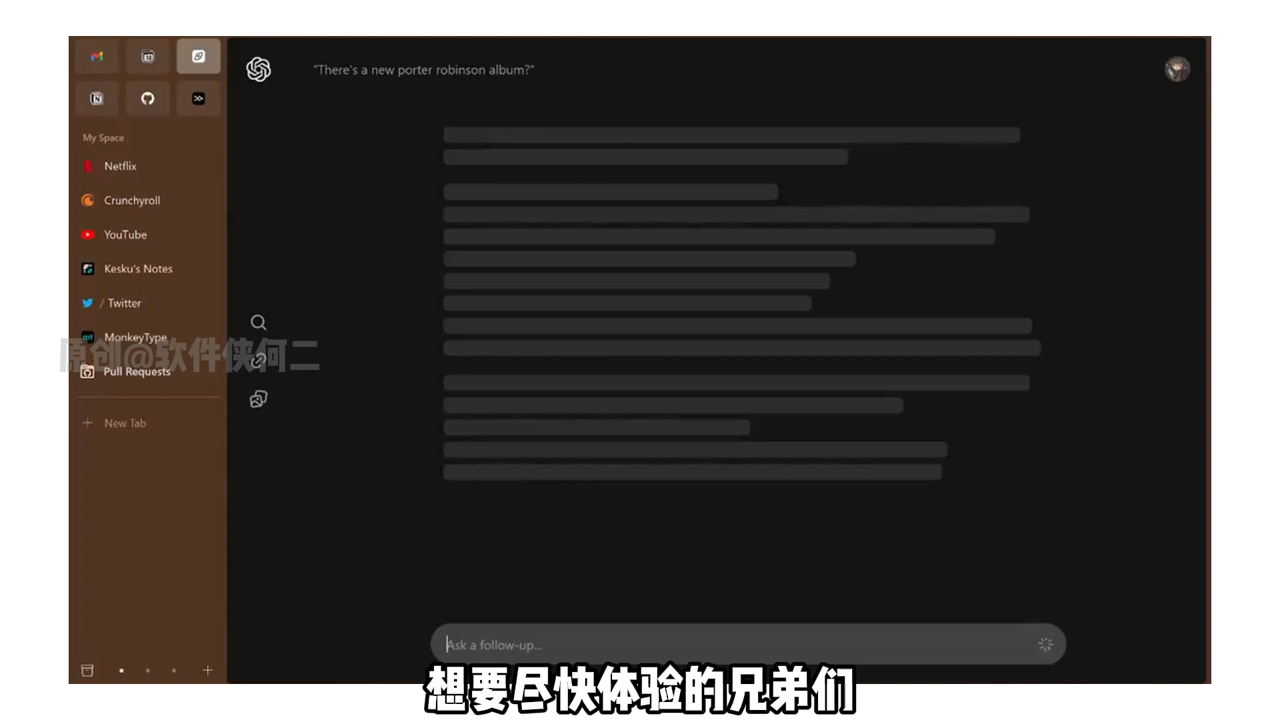 "There's a new porter robinson album?"
31
My Space
Netflix
Crunchyroll
YouTube
Kesku's Notes
/ Twitter
mt MonkeyType
原创@软件侠何二
Pull Requests
New Tab
Ask a follow-up...
想要尽快体验的兄弟们